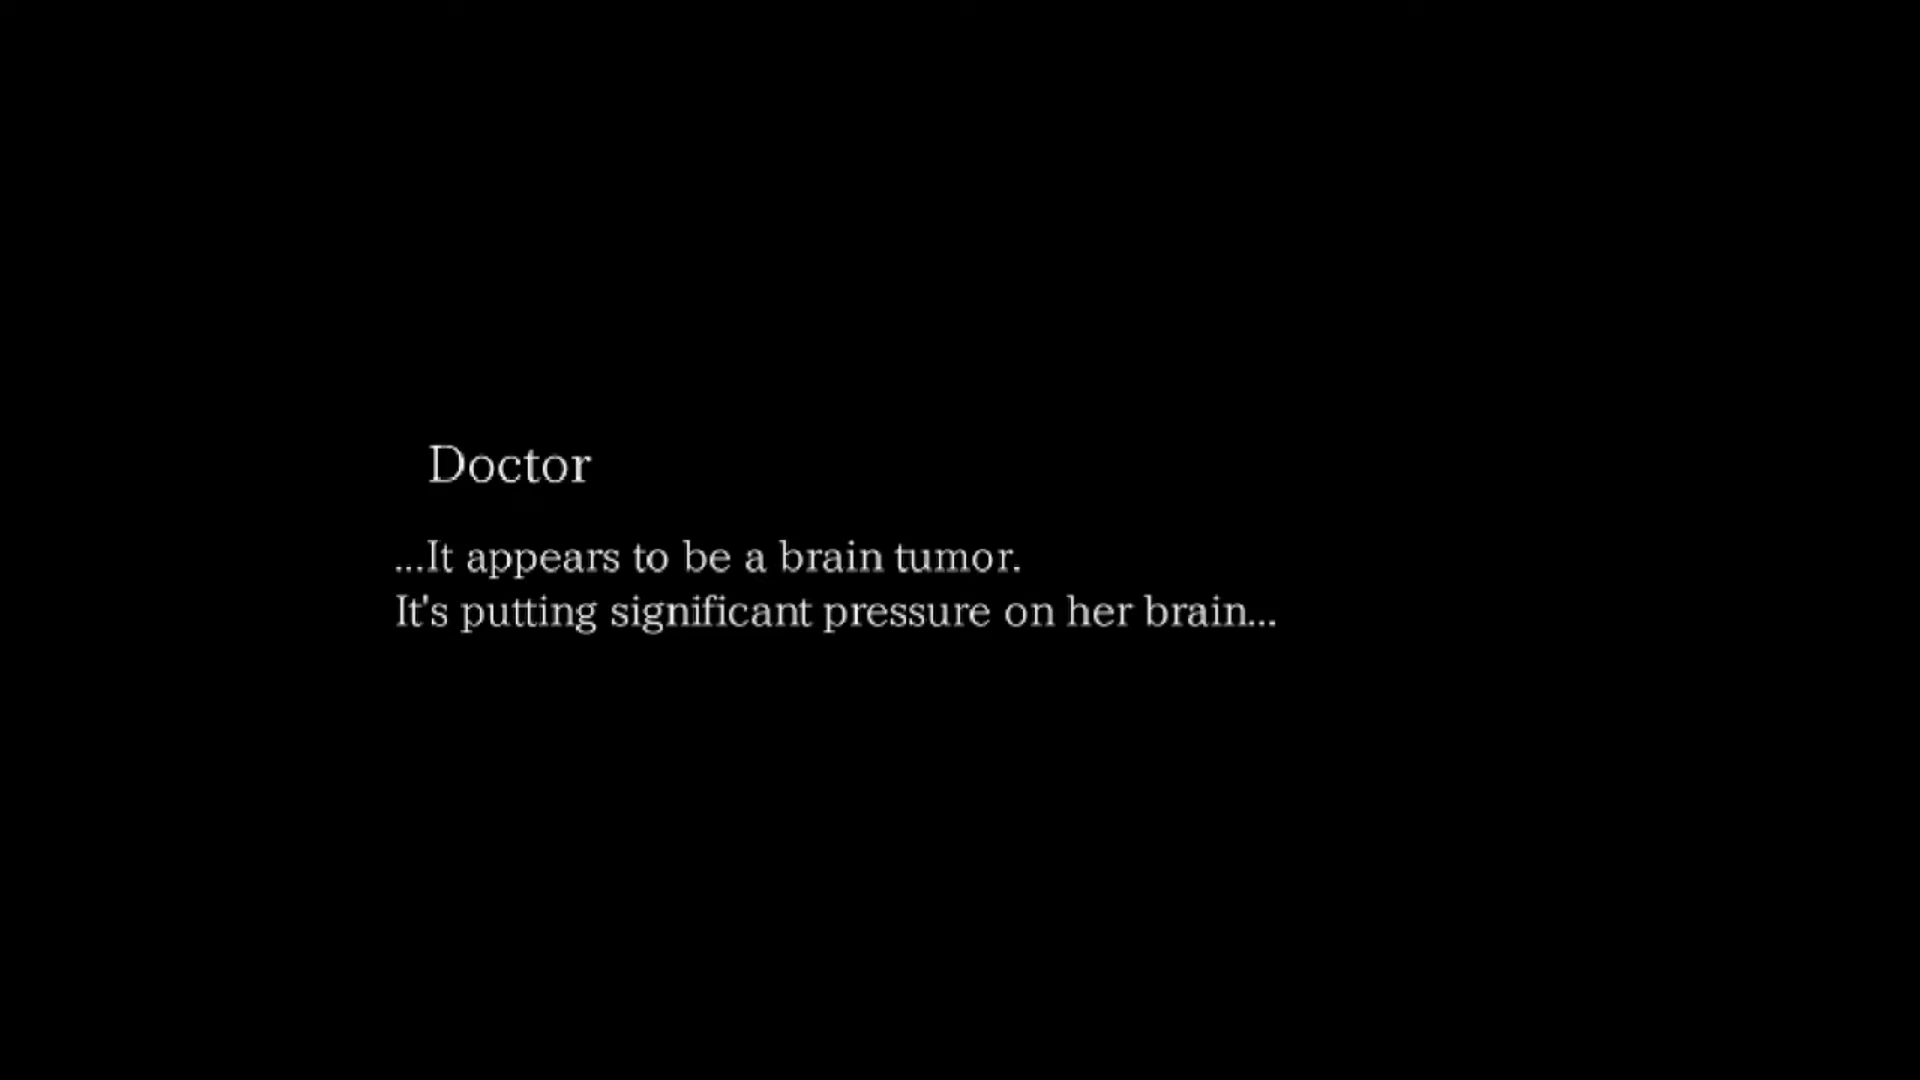 Doctor
...It appears to be a brain tumor.
It's putting significant pressure on her brain...